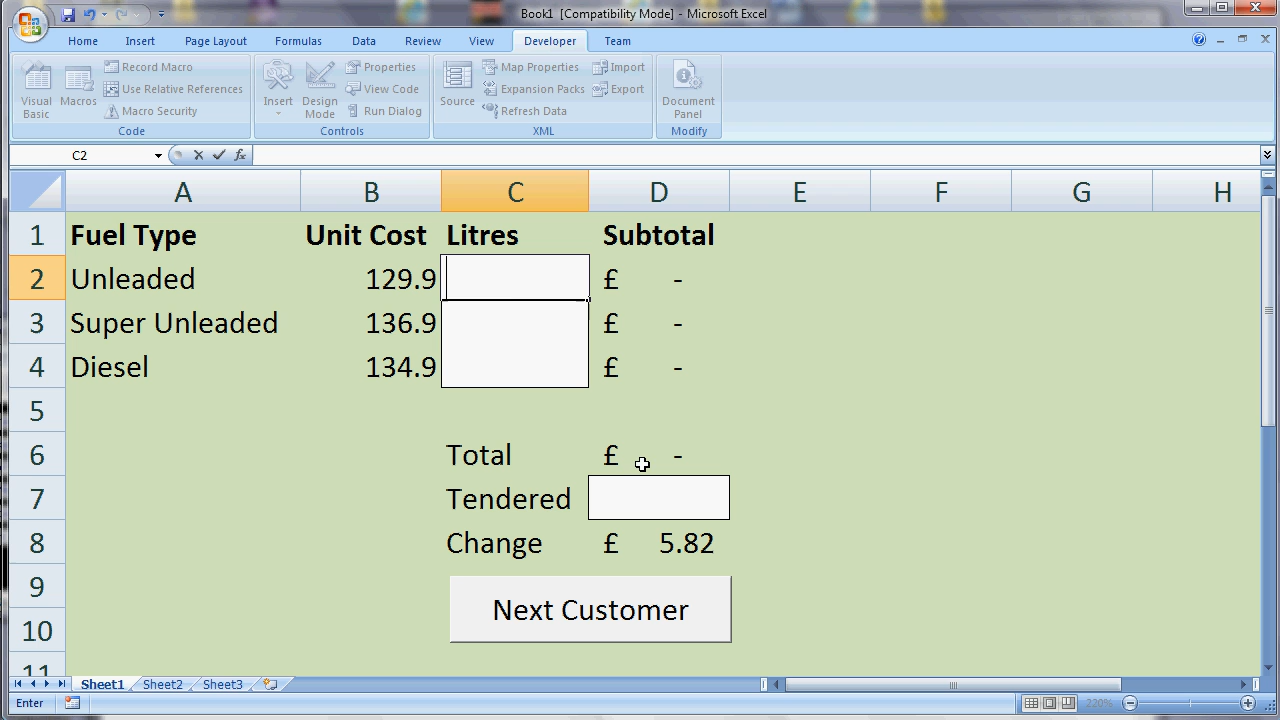 Book1 [Compatibility Mode] - Microsoft Excel
Home Insert Page Layout Formulas Data Review View Developer Team
Visual Basic
Macros
Record Macro
Use Relative References
Macro Security
Code
Insert
Design Mode
Properties
View Code
Run Dialog
Controls
Source
Map Properties
Expansion Packs
Refresh Data
Import
Export
XML
Document Panel
Modify
C2 fx
A B C D E F G H
1 Fuel Type Unit Cost Litres Subtotal
2 Unleaded 129.9 £ -
3 Super Unleaded 136.9 £ -
4 Diesel 134.9 £ -
5
6 Total £ -
7 Tendered
8 Change £ 5.82
9
Next Customer
10
11
Sheet1 Sheet2 Sheet3
Enter 220%